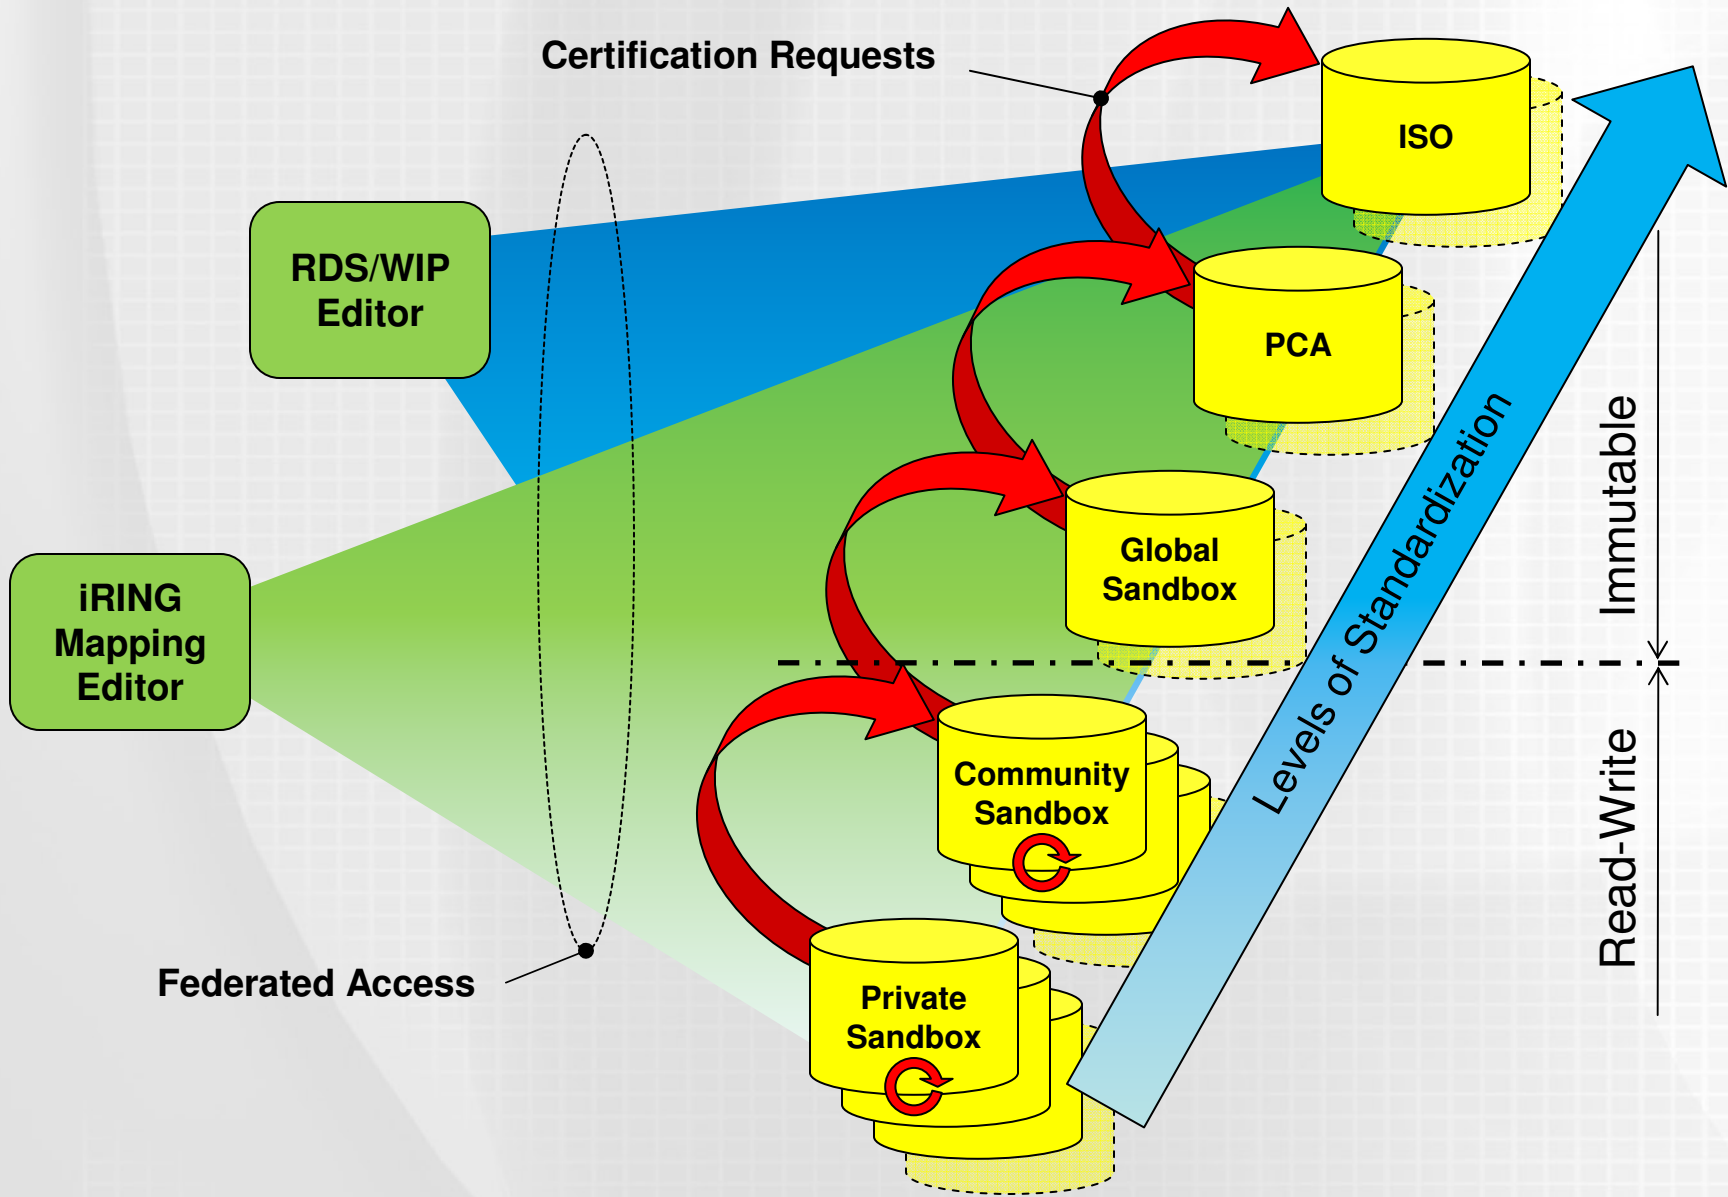 Certification Requests
ISO
RDS/WIP
Editor
PCA
Global
Sandbox
iRING
Mapping
Editor
Levels of Standardization
Immutable
Community
Sandbox
Read-Write
Federated Access
Private
Sandbox